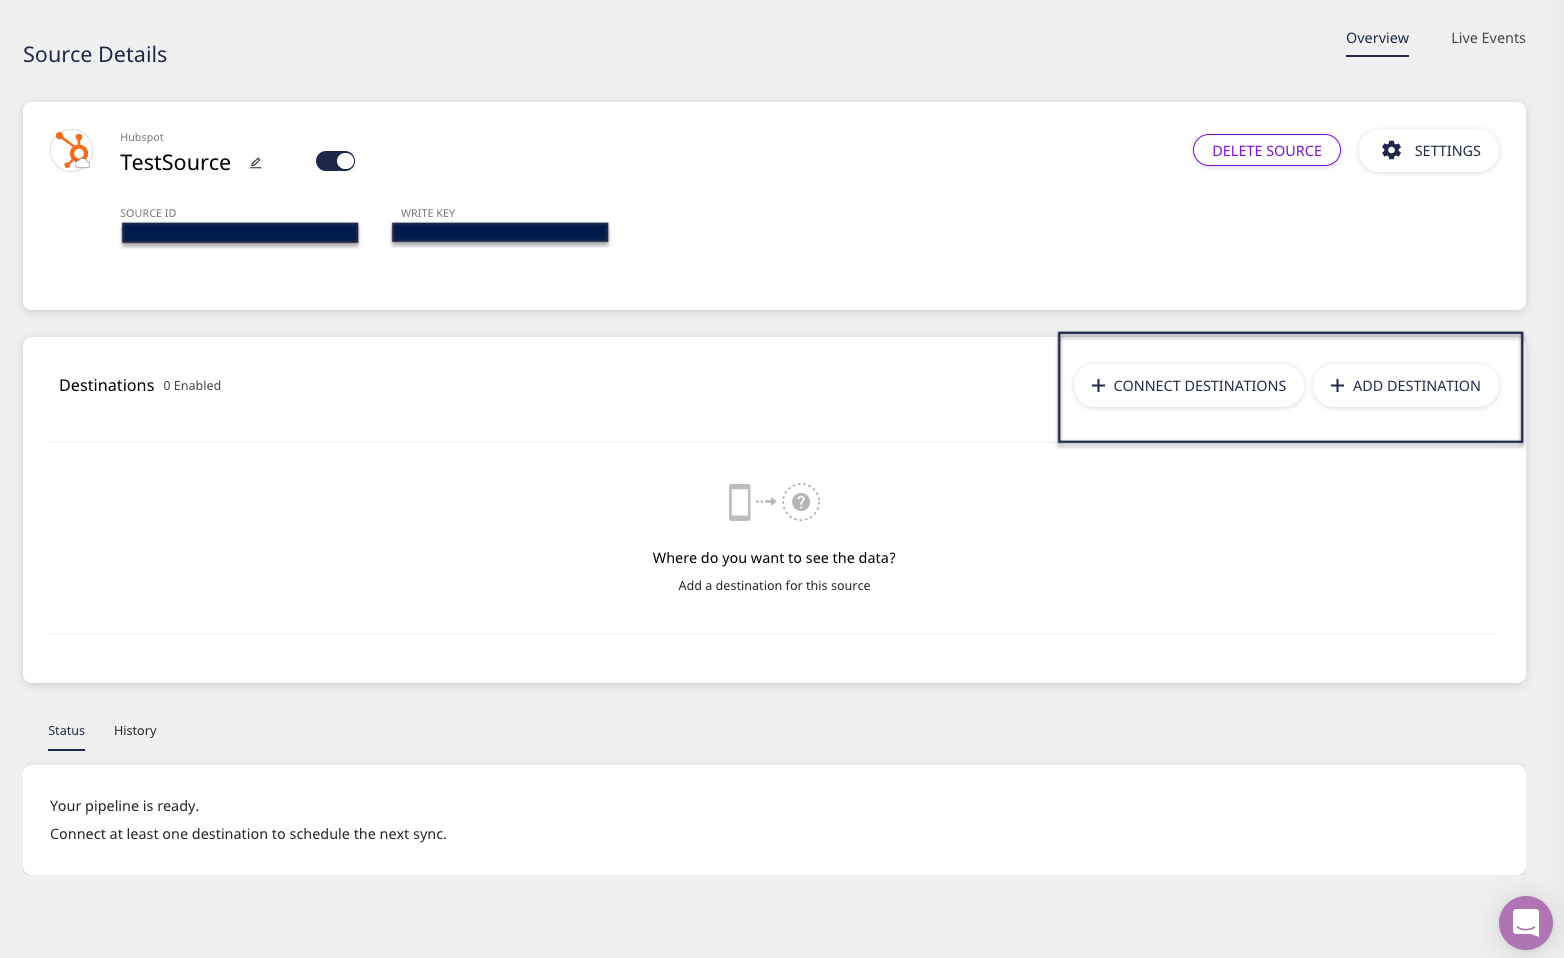 Source Details
Overview
Live Events
Hubspot
TestSource
DELETE SOURCE
SETTINGS
SOURCE ID
WRITE KEY
Destinations 0 Enabled
+ CONNECT DESTINATIONS
+ ADD DESTINATION
?
Where do you want to see the data?
Add a destination for this source
Status
History
Your pipeline is ready.
Connect at least one destination to schedule the next sync.